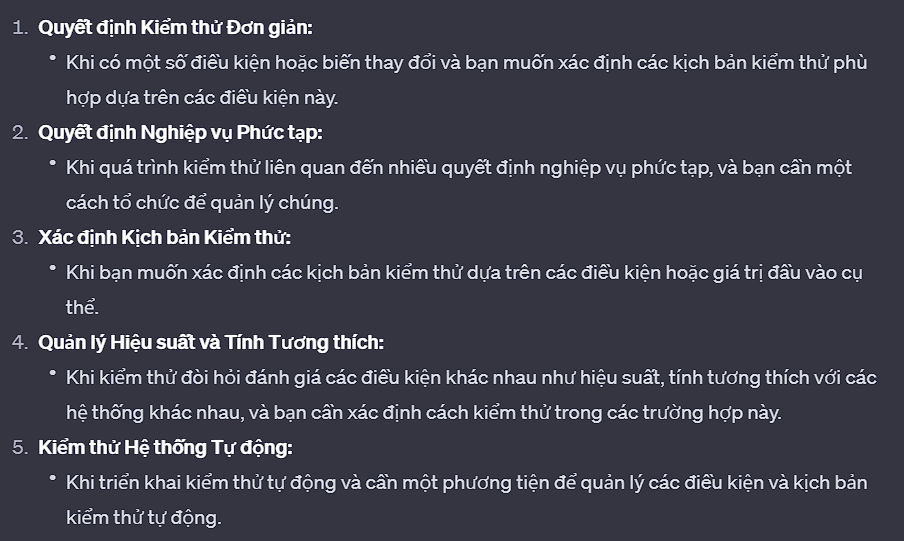 1. Quyết định Kiểm thử Đơn giản:
• Khi có một số điều kiện hoặc biến thay đổi và bạn muốn xác định các kịch bản kiểm thử phù
hợp dựa trên các điều kiện này.
2. Quyết định Nghiệp vụ Phức tạp:
• Khi quá trình kiểm thử liên quan đến nhiều quyết định nghiệp vụ phức tạp, và bạn cần một
cách tổ chức để quản lý chúng.
3. Xác định Kịch bản Kiểm thử:
• Khi bạn muốn xác định các kịch bản kiểm thử dựa trên các điều kiện hoặc giá trị đầu vào cụ
thể.
4. Quản lý Hiệu suất và Tính Tương thích:
• Khi kiểm thử đòi hỏi đánh giá các điều kiện khác nhau như hiệu suất, tính tương thích với các
hệ thống khác nhau, và bạn cần xác định cách kiểm thử trong các trường hợp này.
5. Kiểm thử Hệ thống Tự động:
• Khi triển khai kiểm thử tự động và cần một phương tiện để quản lý các điều kiện và kịch bản
kiểm thử tự động.